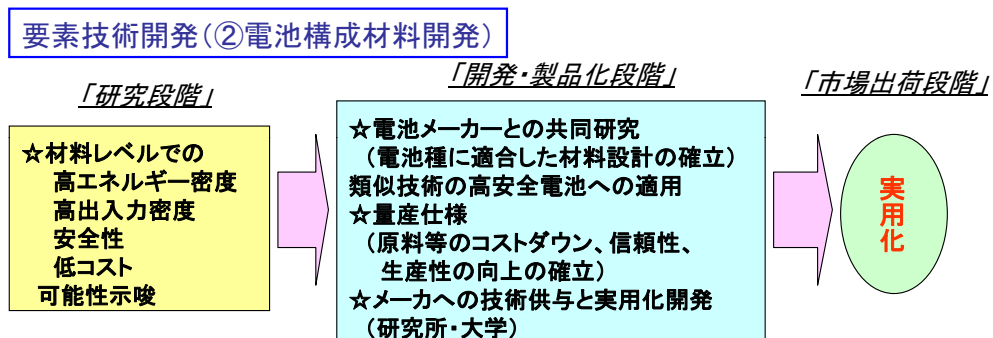 要素技術開発(②電池構成材料開発)
「研究段階」
「開発・製品化段階」
「市場出荷段階」
☆材料レベルでの
高エネルギー密度
高出入力密度
安全性
低コスト
可能性示唆
☆電池メーカーとの共同研究
(電池種に適合した材料設計の確立)
類似技術の高安全電池への適用
☆量産仕様
(原料等のコストダウン、信頼性、
生産性の向上の確立)
☆メーカへの技術供与と実用化開発
(研究所・大学)
実用化